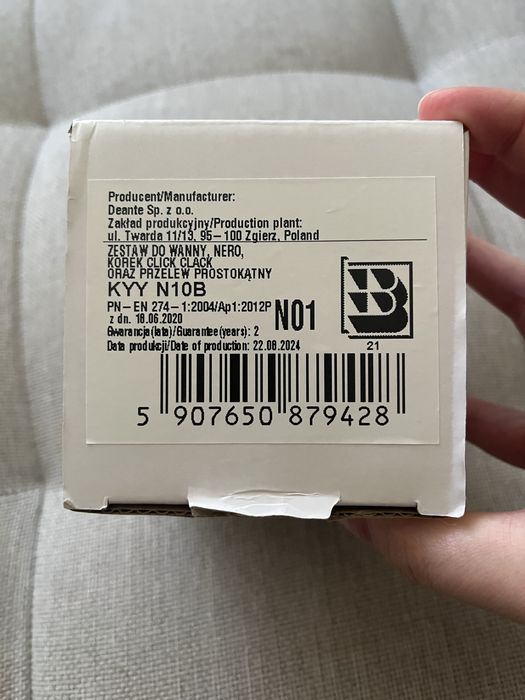 Producent/Manufacturer:
Deante Sp. z o.o.
Zakład produkcyjny/Production plant:
ul. Twarda 11/13, 95-100 Zgierz, Poland
ZESTAW DO WANNY, NERO,
KOREK CLICK CLACK
ORAZ PRZELEW PROSTOKĄTNY
KYY N10B
PN-EN 274-1:2004/Ap1:2012P
z dn. 18.06.2020
Gwarancja(lata)/Guarantee(years): 2
Data produkcji/Date of production: 22.08.2024
N01
B
21
5 907650 879428